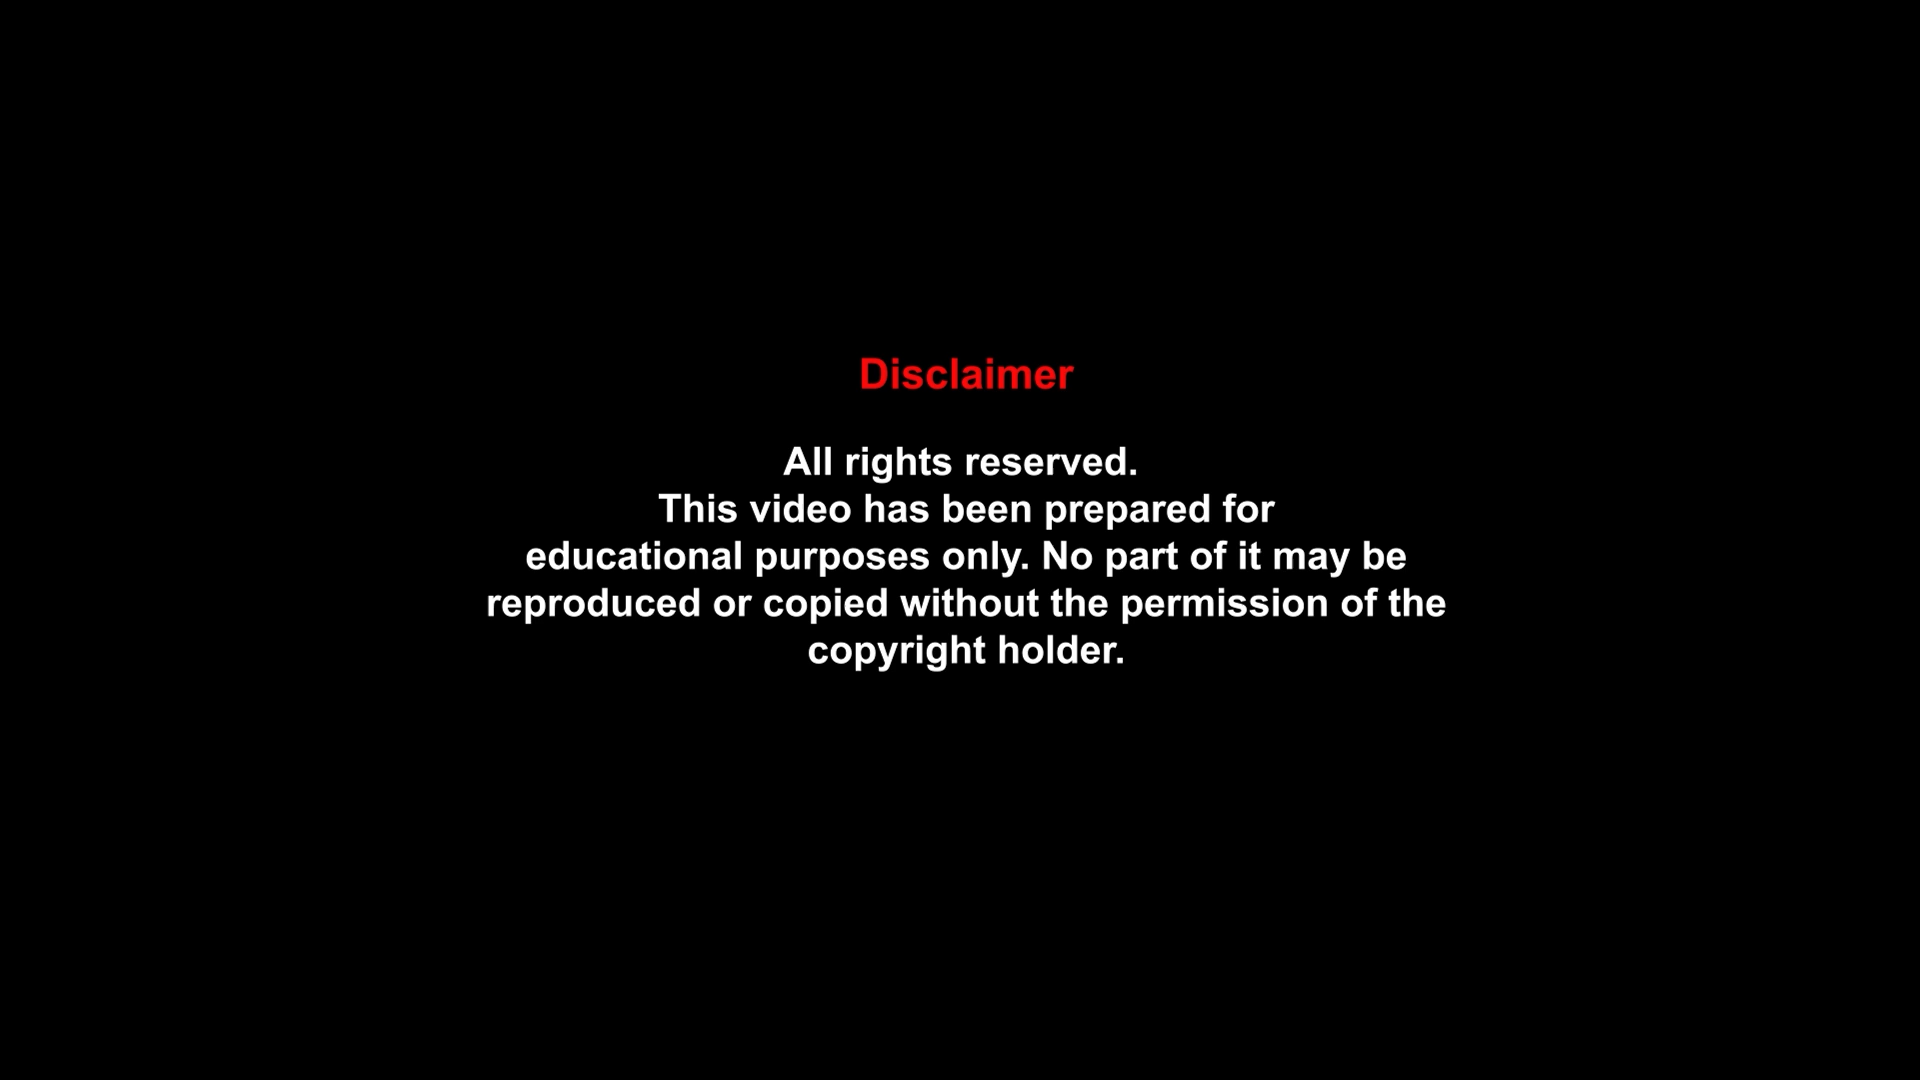 Disclaimer
All rights reserved.
This video has been prepared for
educational purposes only. No part of it may be
reproduced or copied without the permission of the
copyright holder.